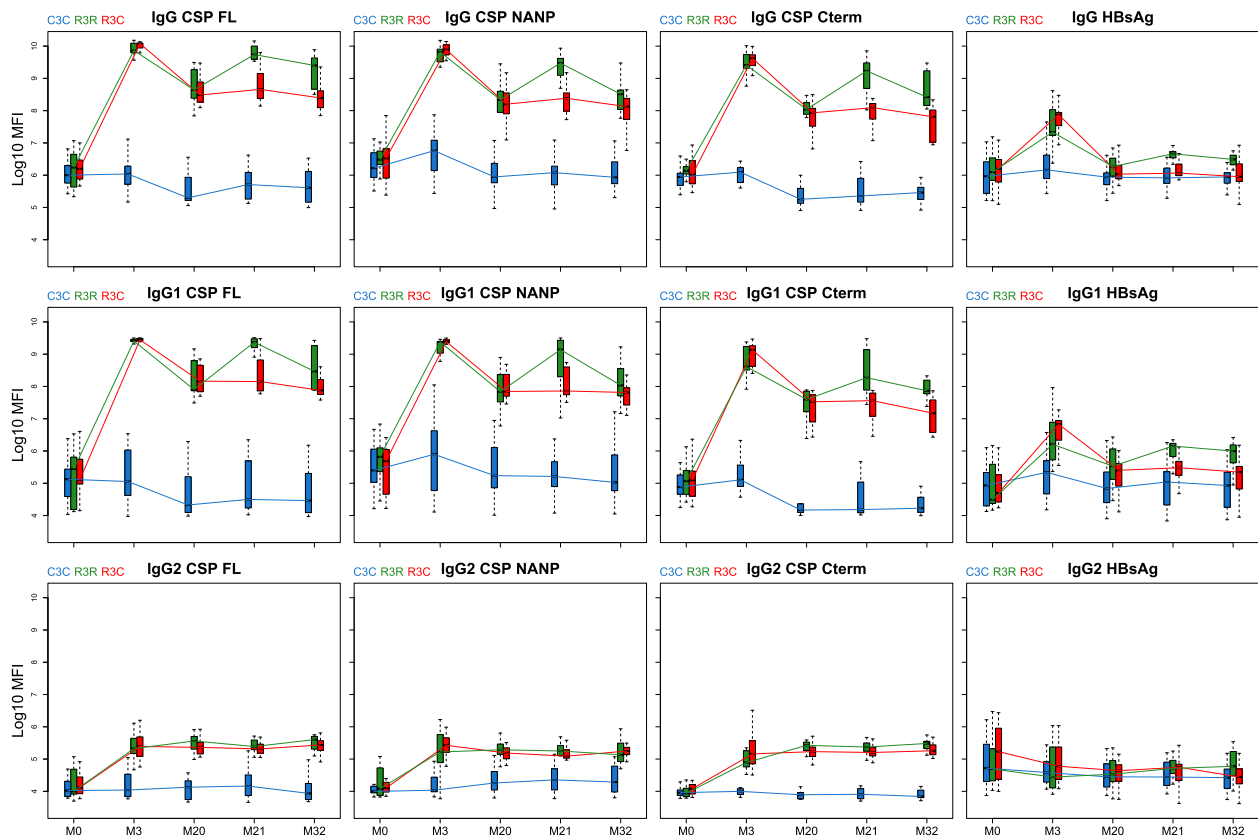 C3C R3R R3C IgG CSP FL
C3C R3R R3C IgG CSP NANP
C3C R3R R3C IgG CSP Cterm
C3C R3R R3C IgG HBsAg
Log10 MFI
10
9
8
7
6
5
4
C3C R3R R3C IgG1 CSP FL
C3C R3R R3C IgG1 CSP NANP
C3C R3R R3C IgG1 CSP Cterm
C3C R3R R3C IgG1 HBsAg
Log10 MFI
10
9
8
7
6
5
4
C3C R3R R3C IgG2 CSP FL
C3C R3R R3C IgG2 CSP NANP
C3C R3R R3C IgG2 CSP Cterm
C3C R3R R3C IgG2 HBsAg
Log10 MFI
10
9
8
7
6
5
4
M0 M3 M20 M21 M32
M0 M3 M20 M21 M32
M0 M3 M20 M21 M32
M0 M3 M20 M21 M32